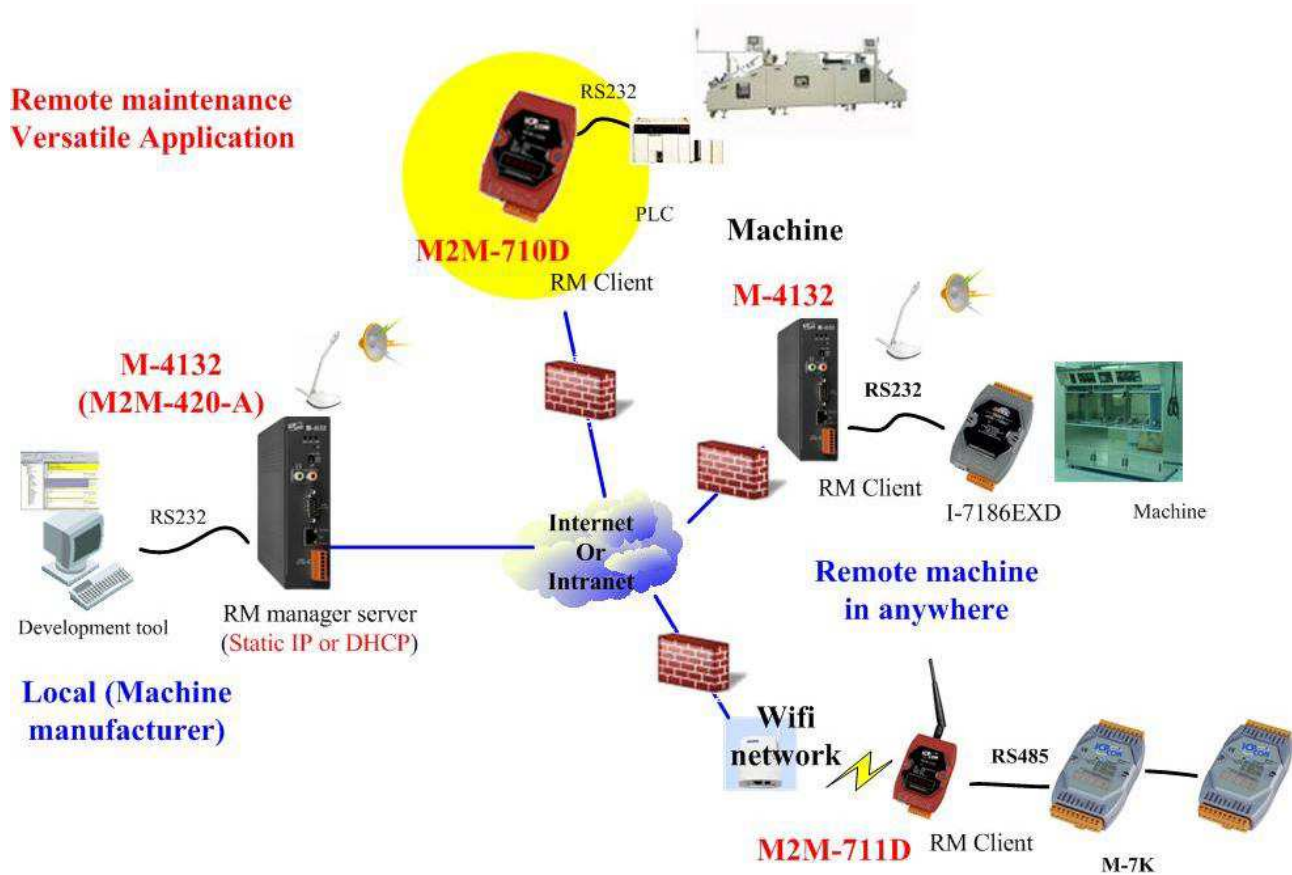 Remote maintenance
Versatile Application
RS232
PLC
M2M-710D
RM Client
Machine
M-4132
RS232
RM Client
I-7186EXD
Machine
M-4132
(M2M-420-A)
M-4132
RS232
Development tool
RM manager server
(Static IP or DHCP)
Local (Machine
manufacturer)
Internet
Or
Intranet
Remote machine
in anywhere
Wifi
network
RS485
M2M-711D
RM Client
M-7K